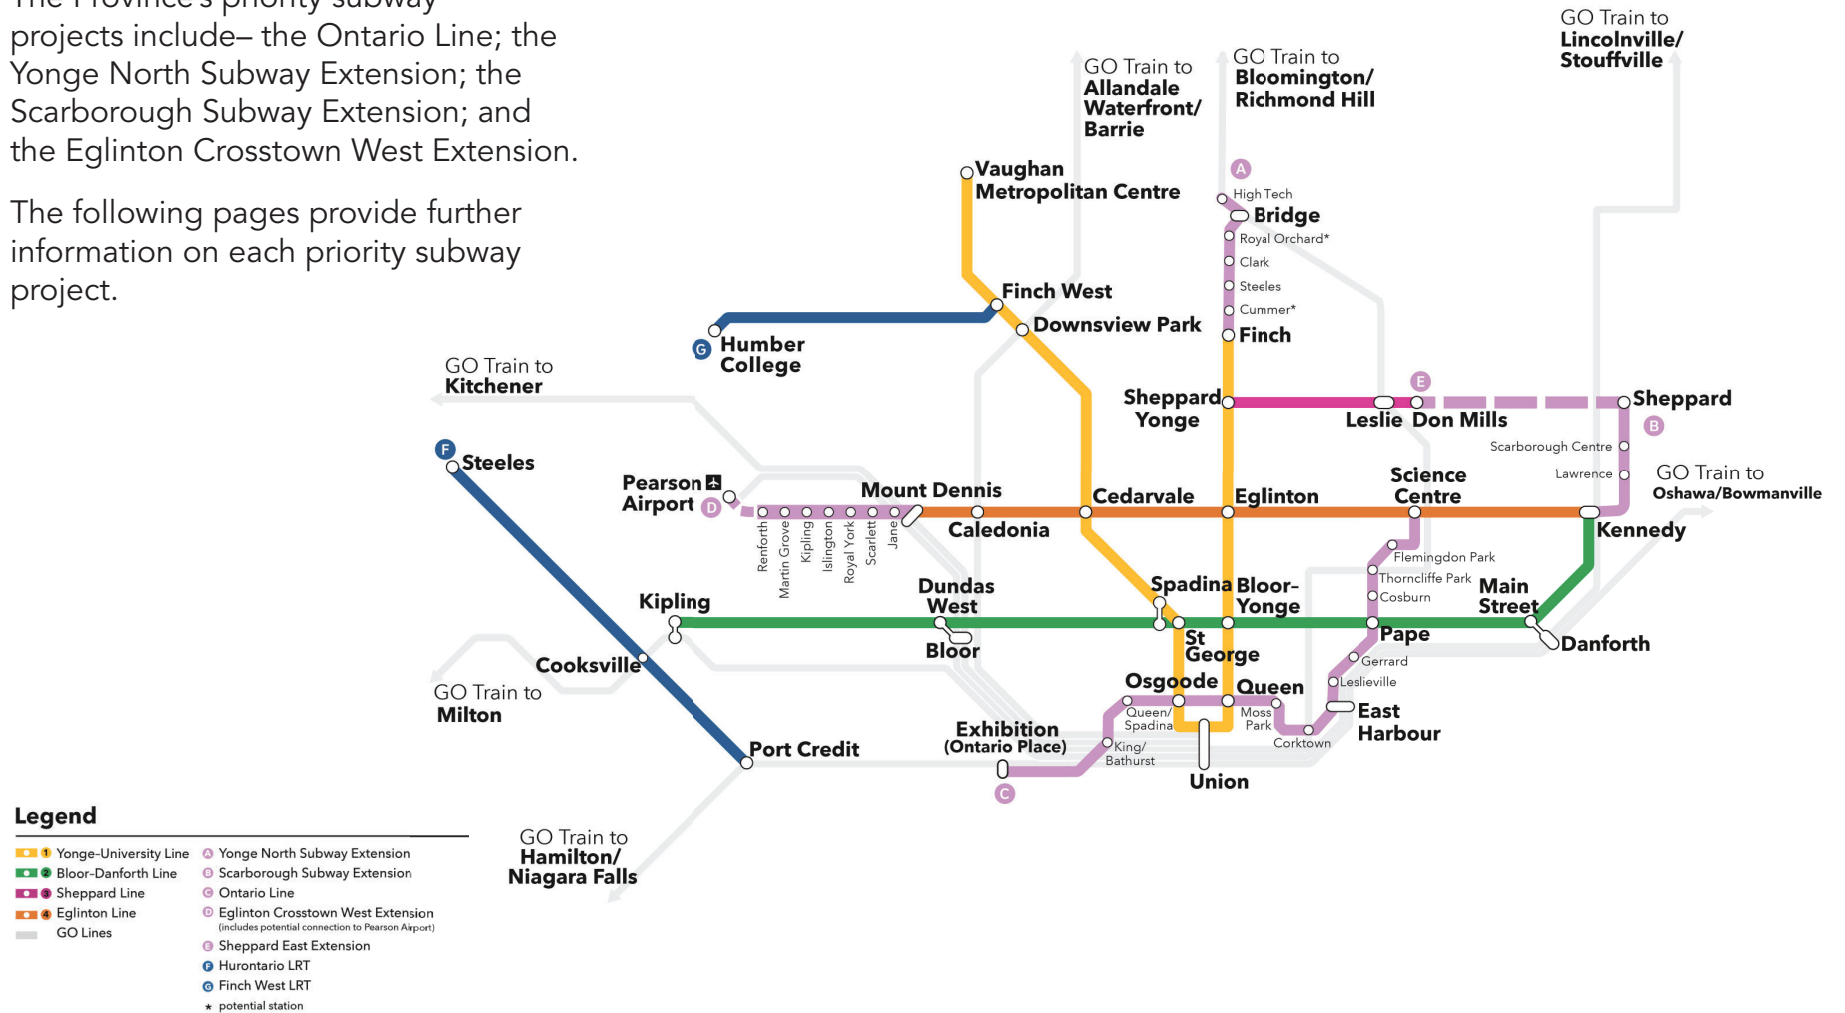 The Province's priority subway
projects include– the Ontario Line; the
Yonge North Subway Extension; the
Scarborough Subway Extension; and
the Eglinton Crosstown West Extension.
The following pages provide further
information on each priority subway
project.
GO Train to
Allandale
Waterfront/
Barrie
GO Train to
Bloomington/
Richmond Hill
GO Train to
Lincolnville/
Stouffville
Vaughan
Metropolitan Centre
A
High Tech
Bridge
Royal Orchard*
Clark
Steeles
Cummer*
Finch
Finch West
Downsview Park
G
Humber
College
GO Train to
Kitchener
Sheppard
Yonge
Leslie
E
Don Mills
Sheppard
B
Scarborough Centre
Lawrence
GO Train to
Oshawa/Bowmanville
F
Steeles
Pearson
Airport
D
Renforth
Martin Grove
Kipling
Islington
Royal York
Scarlett
Jane
Mount Dennis
Caledonia
Cedarvale
Eglinton
Science
Centre
Kennedy
Flemingdon Park
Thorncliffe Park
Cosburn
Kipling
Dundas
West
Bloor
Spadina
Bloor–
Yonge
St
George
Pape
Main
Street
Danforth
Cooksville
GO Train to
Milton
Gerrard
Leslieville
East
Harbour
Osgoode
Queen
Queen/
Spadina
Moss
Park
Corktown
King/
Bathurst
Exhibition
(Ontario Place)
C
Union
Port Credit
GO Train to
Hamilton/
Niagara Falls
Legend
1 Yonge-University Line
2 Bloor-Danforth Line
3 Sheppard Line
4 Eglinton Line
GO Lines
A Yonge North Subway Extension
B Scarborough Subway Extension
C Ontario Line
D Eglinton Crosstown West Extension
(includes potential connection to Pearson Airport)
E Sheppard East Extension
F Hurontario LRT
G Finch West LRT
* potential station